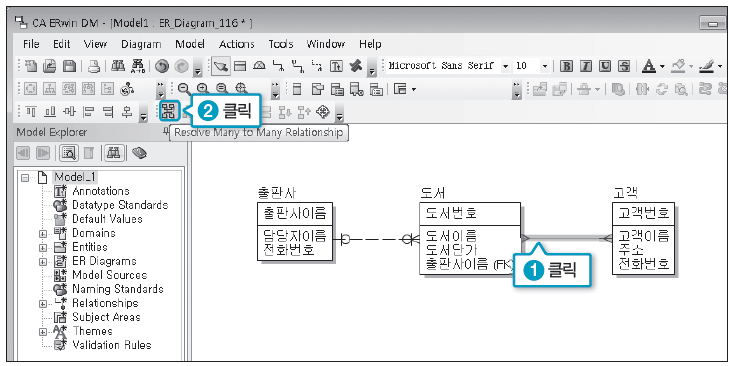 CA ERwin DM - [Model1 : ER_Diagram_116 * ]
File Edit View Diagram Model Actions Tools Window Help
Microsoft Sans Serif 10 B I U S A
2 클릭
Model Explorer
Resolve Many to Many Relationship
Model_1
Annotations
Datatype Standards
Default Values
Domains
Entities
ER Diagrams
Model Sources
Naming Standards
Relationships
Subject Areas
Themes
Validation Rules
출판사
출판사이름
담당자이름
전화번호
도서
도서번호
도서이름
도서단가
출판사이름 (FK)
1 클릭
고객
고객번호
고객이름
주소
전화번호